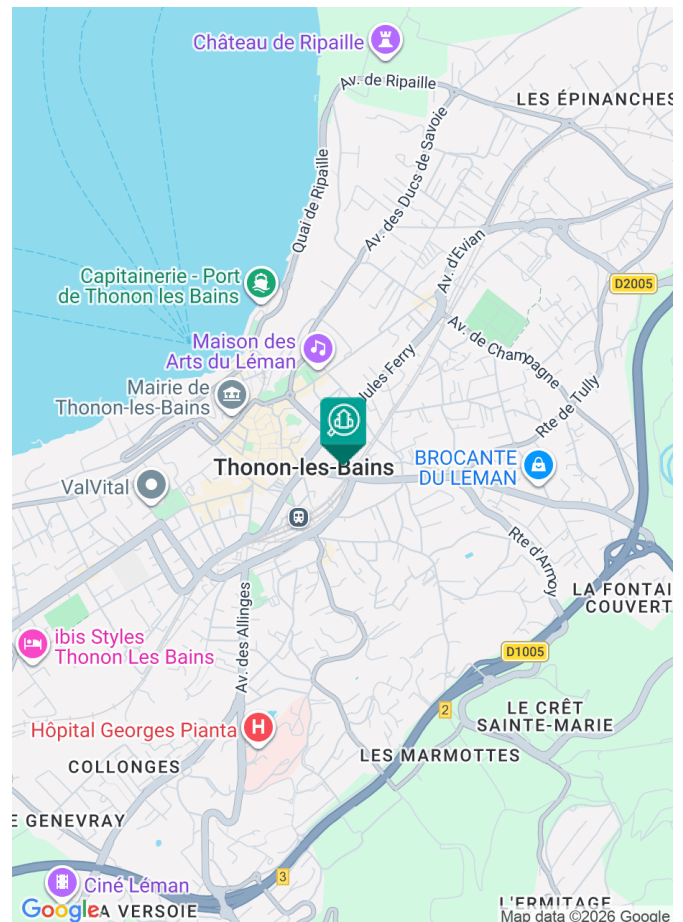 Château de Ripaille
Av. de Ripaille
LES ÉPINANCHES
Av. des Ducs de Savoie
Quai de Ripaille
Av. d'Evian
Capitainerie - Port
de Thonon les Bains
D2005
Maison des
Arts du Léman
Av. de Champagne
Jules Ferry
Mairie de
Thonon-les-Bains
Rte de Tully
Thonon-les-Bains
BROCANTE
DU LEMAN
ValVital
Rte d'Armoy
LA FONTAI
COUVERT
Av. des Allinges
ibis Styles
Thonon Les Bains
D1005
2
LE CRÊT
SAINTE-MARIE
Hôpital Georges Pianta
H
LES MARMOTTES
COLLONGES
E GENEVRAY
3
Ciné Léman
L'ERMITAGE
Google
A VERSOIE
Map data ©2026 Google